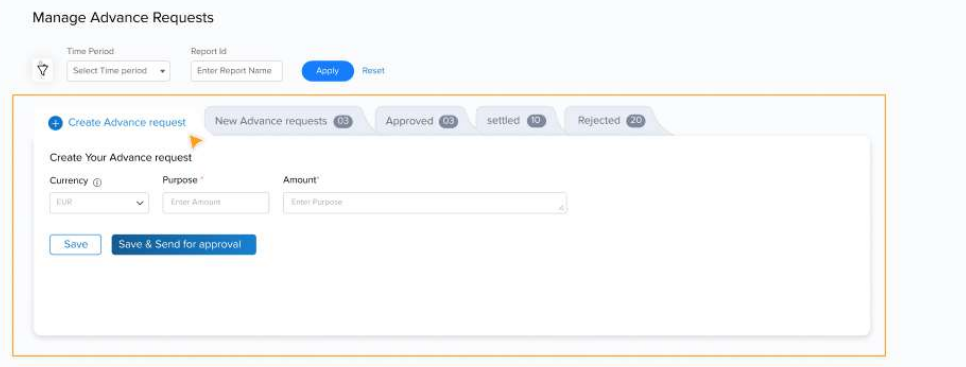 Manage Advance Requests
Time Period Report Id
Select Time period Enter Report Name Apply Reset
Create Advance request New Advance requests 03 Approved 03 settled 10 Rejected 20
Create Your Advance request
Currency Purpose * Amount*
EUR Enter Amount Enter Purpose
Save Save & Send for approval